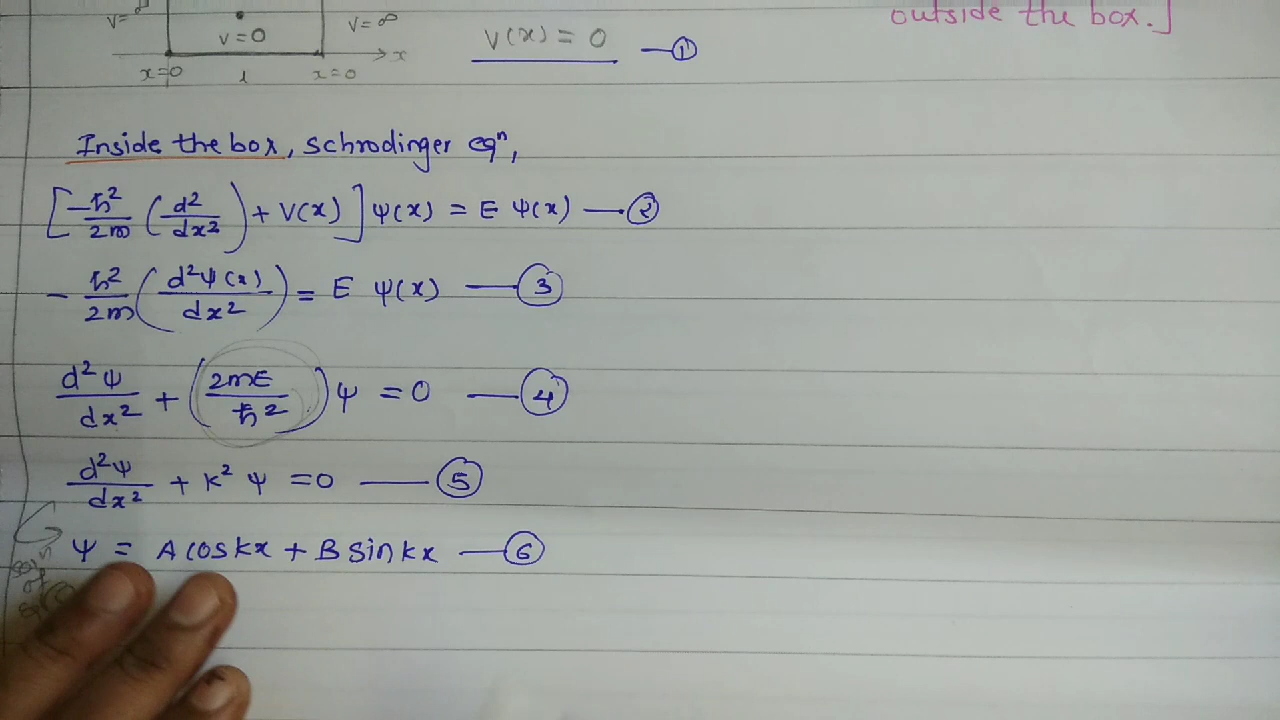 V=∞ V=0 V=∞
outside the box.]
V(x) = 0 —①
x
x=0 x=0
Inside the box, schrodinger eqⁿ,
[-ħ²/2m (d²/dx²) + V(x)] ψ(x) = E ψ(x) —②
- ħ²/2m (d²ψ(x)/dx²) = E ψ(x) —③
d²ψ/dx² + (2mE/ħ²) ψ = 0 —④
d²ψ/dx² + k² ψ = 0 —⑤
ψ = A cos kx + B sin kx —⑥
of